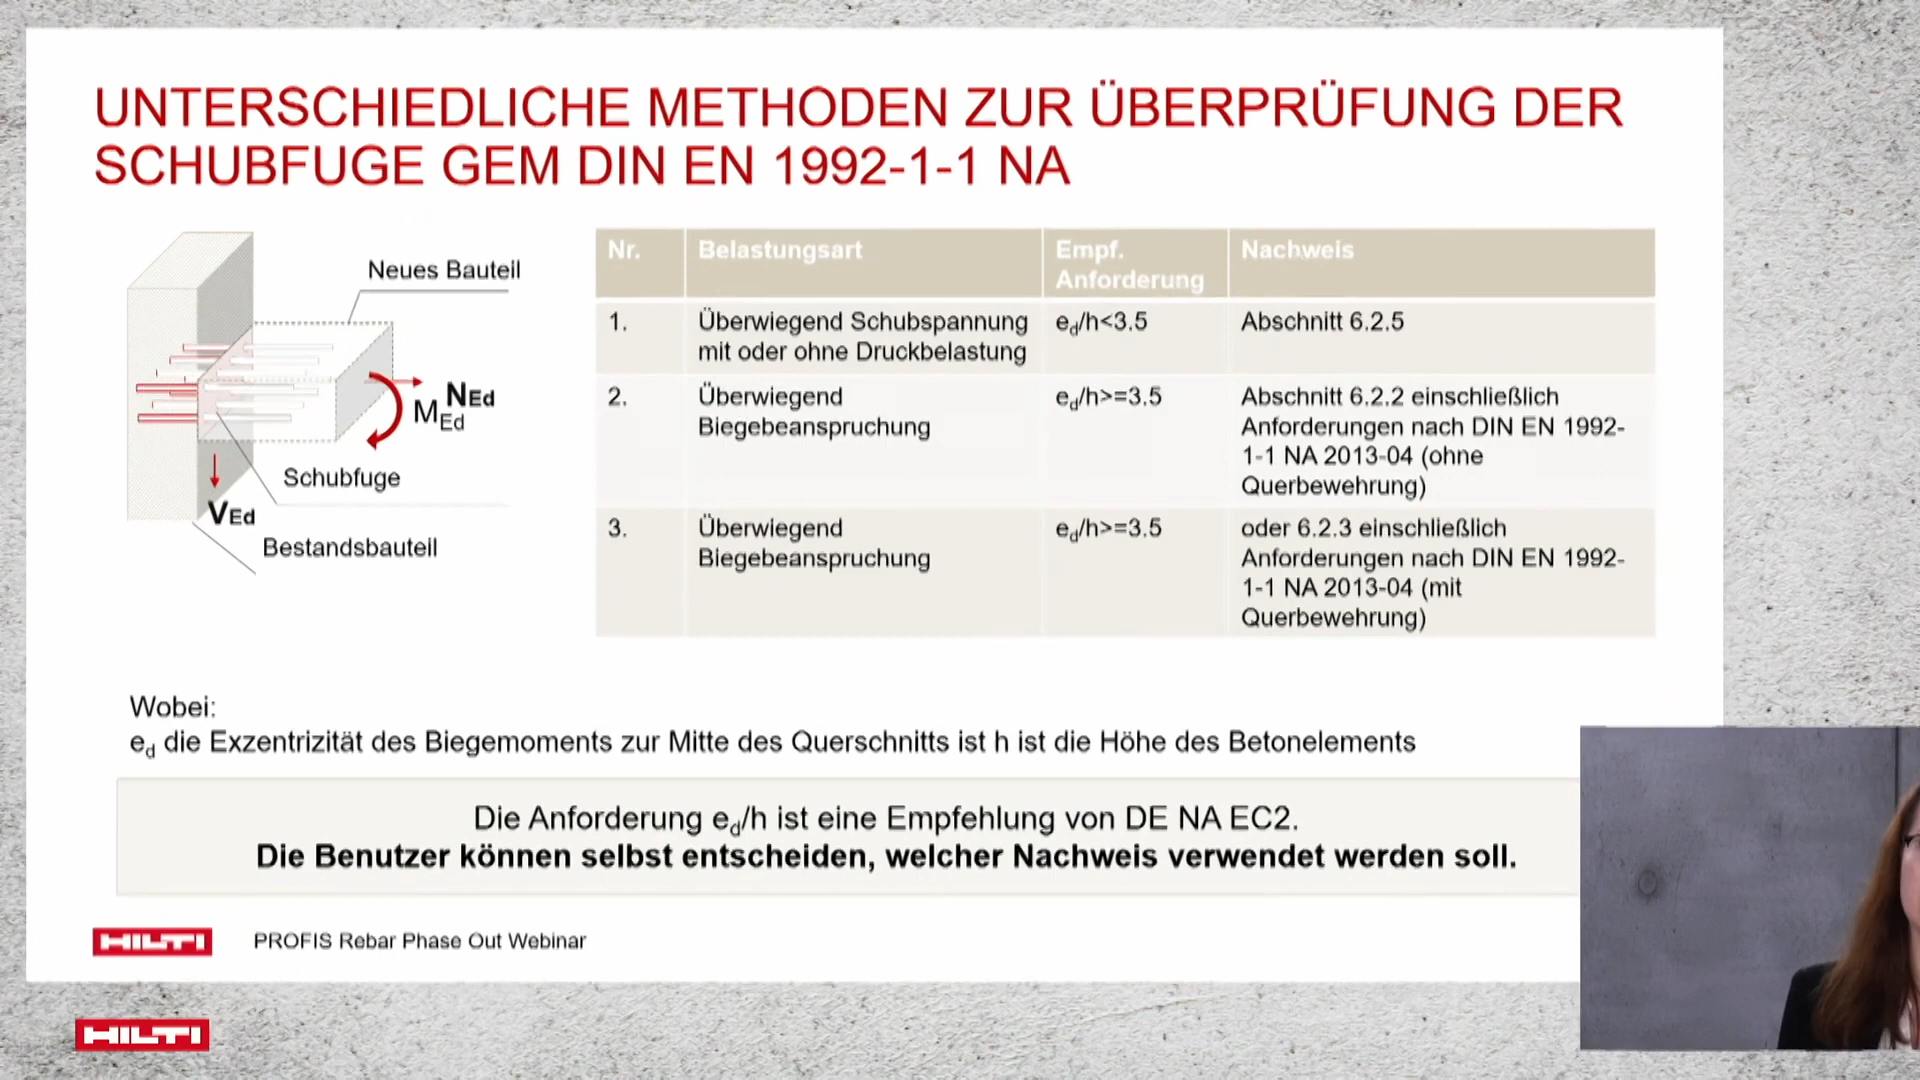 UNTERSCHIEDLICHE METHODEN ZUR ÜBERPRÜFUNG DER
SCHUBFUGE GEM DIN EN 1992-1-1 NA
Neues Bauteil
NEd
MEd
Schubfuge
VEd
Bestandsbauteil
Nr.
Belastungsart
Empf.
Anforderung
Nachweis
1.
Überwiegend Schubspannung
mit oder ohne Druckbelastung
ed/h<3.5
Abschnitt 6.2.5
2.
Überwiegend
Biegebeanspruchung
ed/h>=3.5
Abschnitt 6.2.2 einschließlich
Anforderungen nach DIN EN 1992-
1-1 NA 2013-04 (ohne
Querbewehrung)
3.
Überwiegend
Biegebeanspruchung
ed/h>=3.5
oder 6.2.3 einschließlich
Anforderungen nach DIN EN 1992-
1-1 NA 2013-04 (mit
Querbewehrung)
Wobei:
ed die Exzentrizität des Biegemoments zur Mitte des Querschnitts ist h ist die Höhe des Betonelements
Die Anforderung ed/h ist eine Empfehlung von DE NA EC2.
Die Benutzer können selbst entscheiden, welcher Nachweis verwendet werden soll.
HILTI
PROFIS Rebar Phase Out Webinar
HILTI